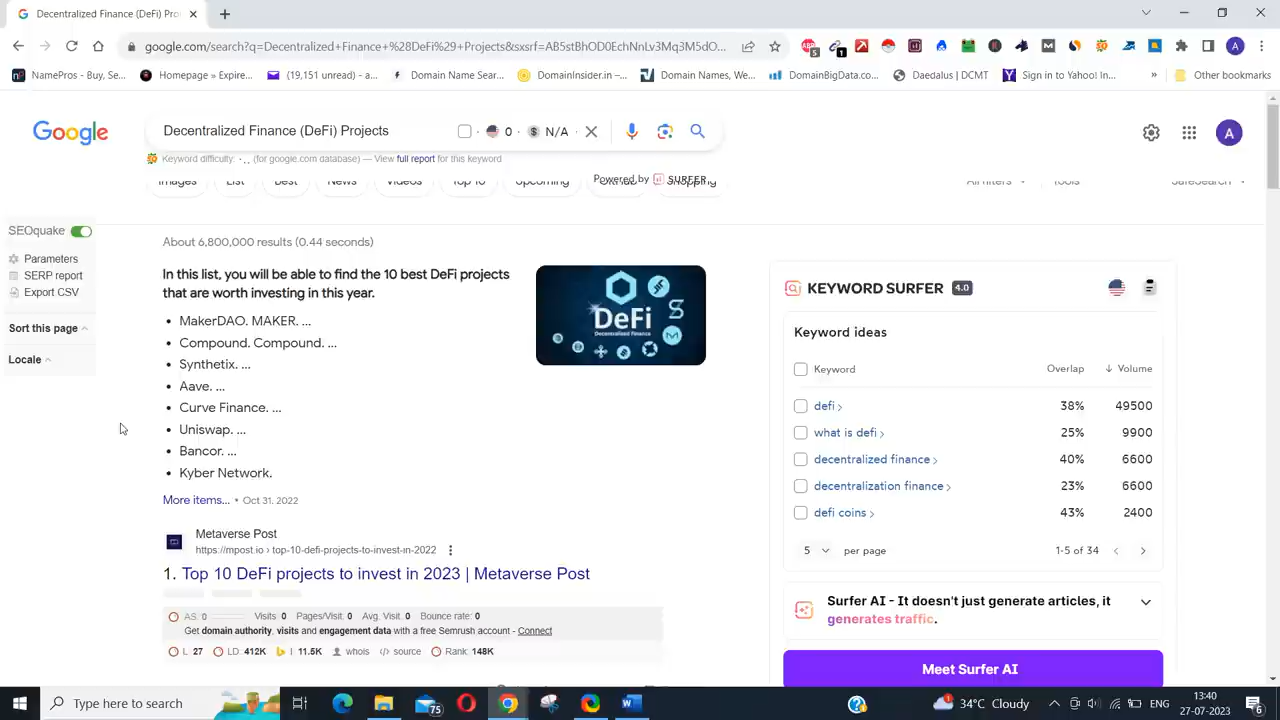 Decentralized Finance (DeFi) Pro
google.com/search?q=Decentralized+Finance+%28DeFi%29+Projects&sxsrf=AB5stBhOD0EchNnLv3Mq3M5dO...
NamePros - Buy, Se...
Homepage » Expire...
(19,151 unread) - a...
Domain Name Sear...
DomainInsider.in –...
Domain Names, We...
DomainBigData.co...
Daedalus | DCMT
Sign in to Yahoo! In...
»
Other bookmarks
Google
Decentralized Finance (DeFi) Projects
0
N/A
A
Keyword difficulty: (for google.com database) — View full report for this keyword
Powered by SURFER
Images
List
Best
News
Videos
Top 10
Upcoming
Shopping
All filters
Tools
SafeSearch
SEOquake
Parameters
SERP report
Export CSV
Sort this page
Locale
About 6,800,000 results (0.44 seconds)
In this list, you will be able to find the 10 best DeFi projects
that are worth investing in this year.
• MakerDAO. MAKER. ...
• Compound. Compound. ...
• Synthetix. ...
• Aave. ...
• Curve Finance. ...
• Uniswap. ...
• Bancor. ...
• Kyber Network.
More items... • Oct 31. 2022
DeFi
Decentralized Finance
Metaverse Post
https://mpost.io › top-10-defi-projects-to-invest-in-2022
1. Top 10 DeFi projects to invest in 2023 | Metaverse Post
AS: 0 Visits: 0 Pages/Visit: 0 Avg. Visit: 0 Bounce rate: 0
Get domain authority, visits and engagement data with a free Semrush account - Connect
L 27 LD: 412K I 11.5K whois source Rank: 148K
KEYWORD SURFER 4.0
Keyword ideas
Keyword Overlap ↓ Volume
defi › 38% 49500
what is defi › 25% 9900
decentralized finance › 40% 6600
decentralization finance › 23% 6600
defi coins › 43% 2400
5 per page 1-5 of 34
Surfer AI - It doesn't just generate articles, it
generates traffic.
Meet Surfer AI
Type here to search
75
34°C Cloudy
ENG
13:40
27-07-2023
6